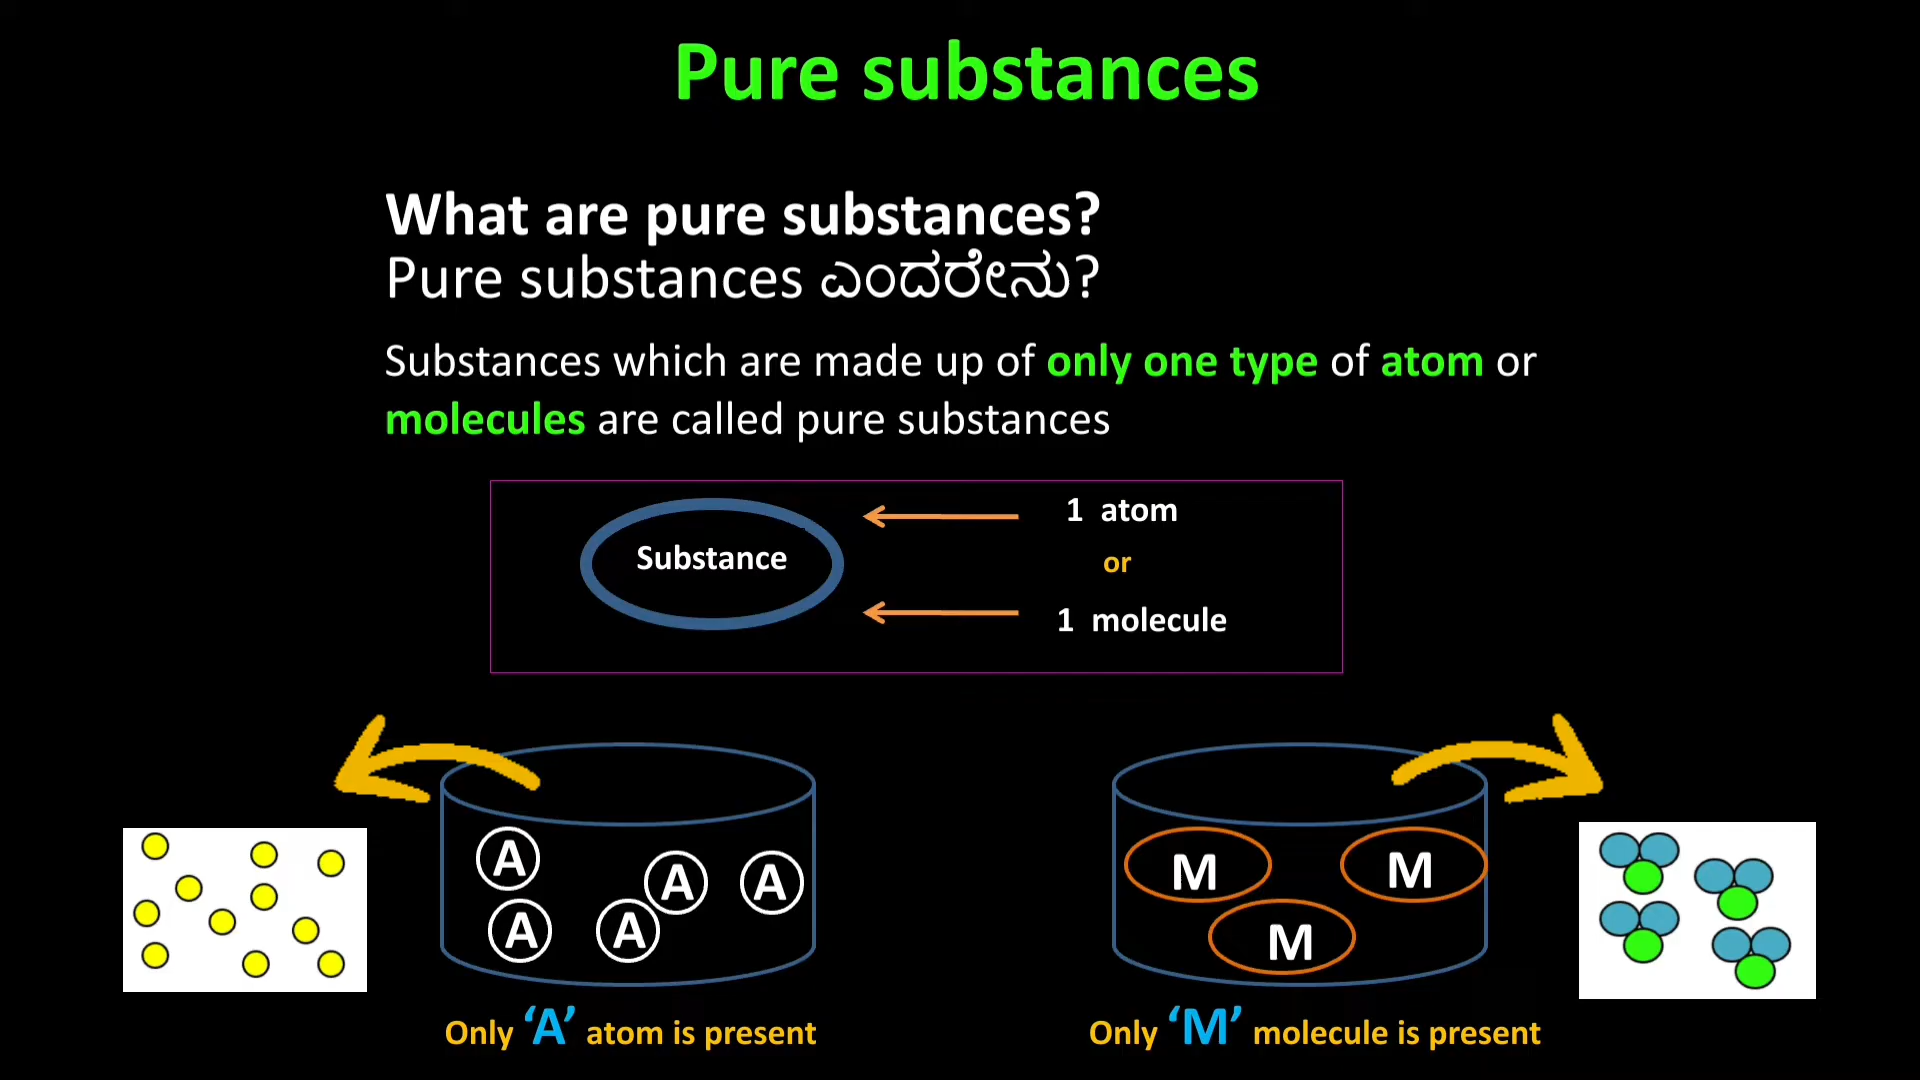 Pure substances
What are pure substances?
Pure substances ಎಂದರೇನು?
Substances which are made up of only one type of atom or
molecules are called pure substances
Substance
1 atom
or
1 molecule
A
A
A
A
A
M
M
M
Only ‘A’ atom is present
Only ‘M’ molecule is present